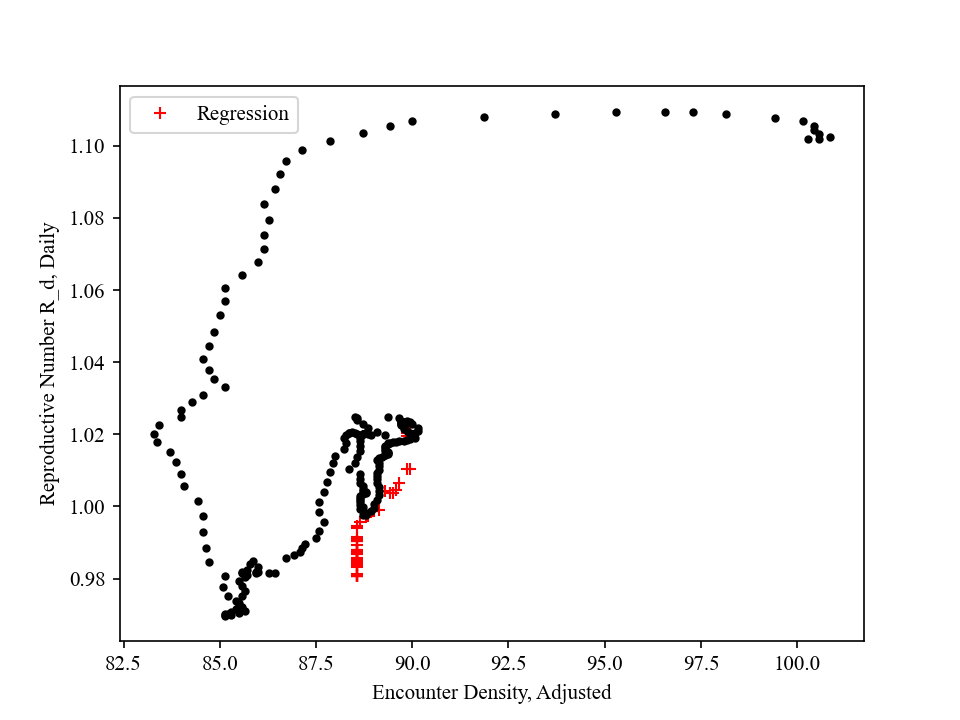 Regression
1.10
1.08
1.06
1.04
1.02
1.00
0.98
Reproductive Number R_d, Daily
82.5 85.0 87.5 90.0 92.5 95.0 97.5 100.0
Encounter Density, Adjusted